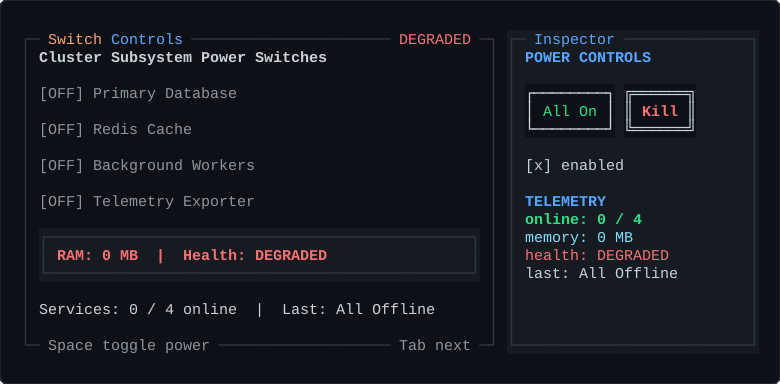 Switch Controls DEGRADED
Cluster Subsystem Power Switches
[OFF] Primary Database
[OFF] Redis Cache
[OFF] Background Workers
[OFF] Telemetry Exporter
RAM: 0 MB | Health: DEGRADED
Services: 0 / 4 online | Last: All Offline
Space toggle power Tab next
Inspector
POWER CONTROLS
All On Kill
[x] enabled
TELEMETRY
online: 0 / 4
memory: 0 MB
health: DEGRADED
last: All Offline